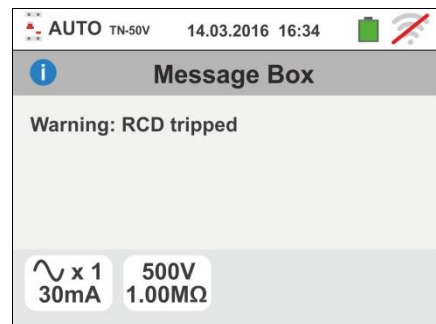 AUTO TN-50V 14.03.2016 16:34
i Message Box
Warning: RCD tripped
x 1 500V
30mA 1.00MΩ